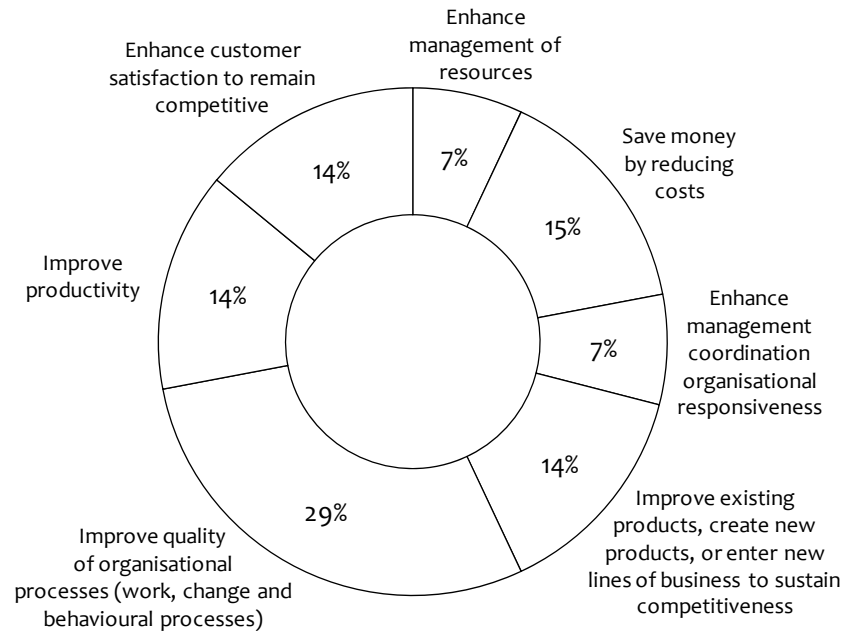 Enhance
management of
resources
7%
Save money
by reducing
costs
15%
Enhance
management
coordination
organisational
responsiveness
7%
Improve existing
products, create new
products, or enter new
lines of business to sustain
competitiveness
14%
Improve quality
of organisational
processes (work, change and
behavioural processes)
29%
Improve
productivity
14%
Enhance customer
satisfaction to remain
competitive
14%